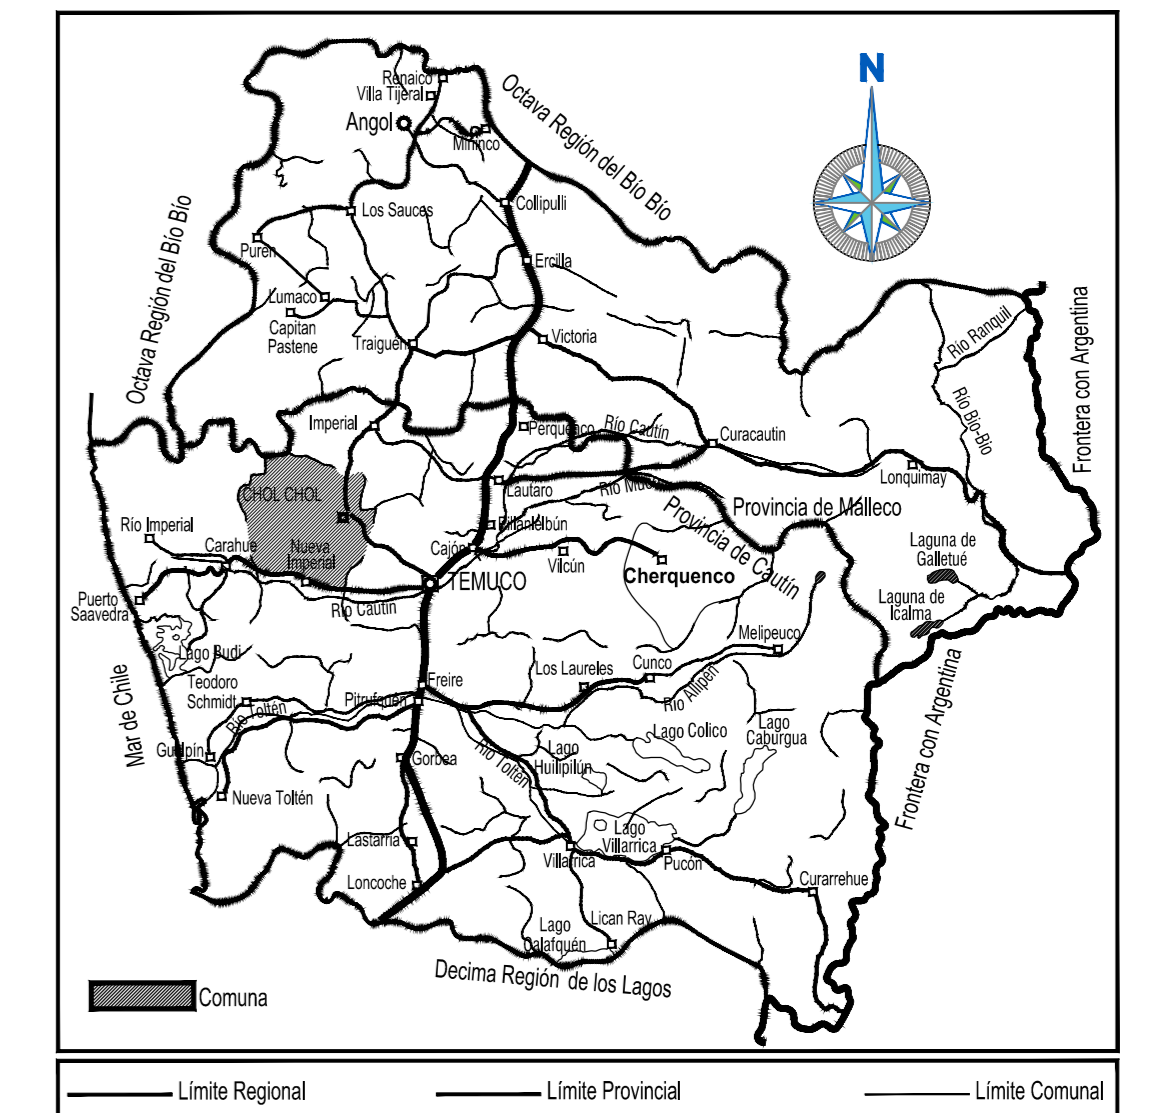 N
Octava Región del Bío Bío
Renaico
Villa Tijeral
Angol
Mininco
Octava Región del Bío Bío
Los Sauces
Collipulli
Purén
Ercilla
Lumaco
Capitan
Pastene
Traiguén
Victoria
Río Ranquil
Frontera con Argentina
Imperial
Perquenco
Río Cautín
Curacautin
Río Bío-Bío
Lonquimay
CHOL CHOL
Lautaro
Provincia de Malleco
Provincia de Cautín
Río Imperial
Pillanlelbún
Carahue
Nueva
Imperial
Cajón
Vilcún
Cherquenco
Laguna de
Galletué
TEMUCO
Laguna de
Icalma
Puerto
Saavedra
Río Cautín
Melipeuco
Lago Budi
Mar de Chile
Los Laureles
Cunco
Río Allipén
Frontera con Argentina
Teodoro
Schmidt
Freire
Pitrufquén
Río Toltén
Lago Colico
Lago
Caburgua
Gualpín
Gorbea
Río Toltén
Lago
Huilipilún
Nueva Toltén
Lastarria
Lago
Villarrica
Villarrica
Pucón
Loncoche
Curarrehue
Lago
Calafquén
Lican Ray
Decima Región de los Lagos
Comuna
Límite Regional
Límite Provincial
Límite Comunal